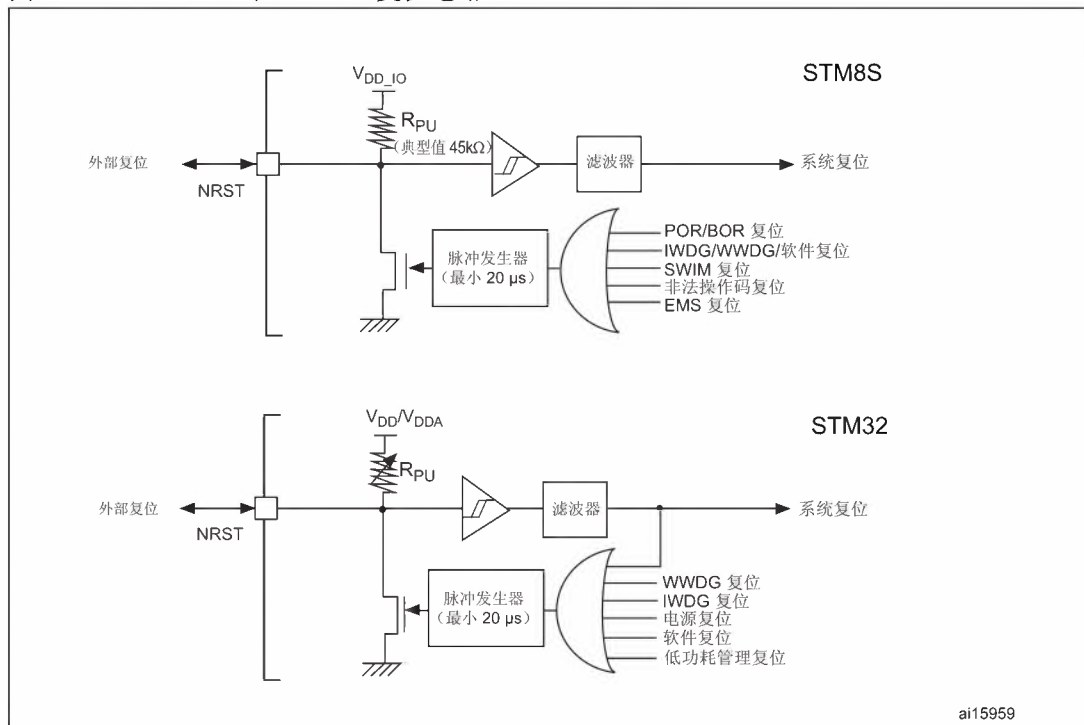 STM8S
V_DD_IO
R_PU
（典型值 45kΩ）
外部复位
NRST
滤波器
系统复位
脉冲发生器
（最小 20 µs）
POR/BOR 复位
IWDG/WWDG/软件复位
SWIM 复位
非法操作码复位
EMS 复位
STM32
V_DD/V_DDA
R_PU
外部复位
NRST
滤波器
系统复位
脉冲发生器
（最小 20 µs）
WWDG 复位
IWDG 复位
电源复位
软件复位
低功耗管理复位
ai15959